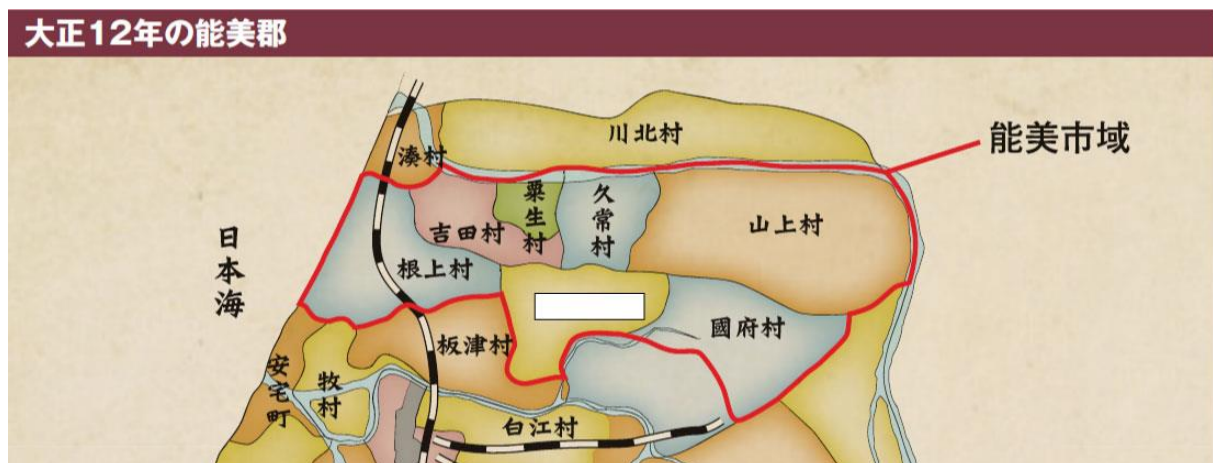 大正12年の能美郡
川北村
能美市域
湊村
粟生村
久常村
山上村
吉田村
日本海
根上村
國府村
板津村
安宅町
牧村
白江村